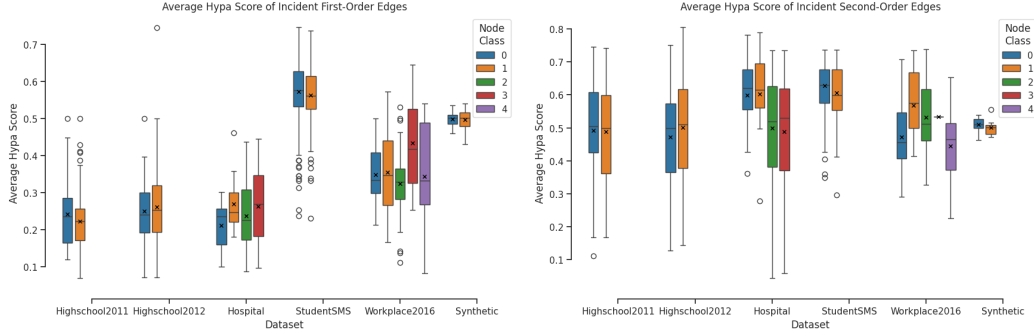 Average Hypa Score of Incident First-Order Edges
Node
Class
0
1
2
3
4
0.7
0.6
0.5
0.4
0.3
0.2
0.1
Average Hypa Score
Highschool2011 Highschool2012 Hospital StudentSMS Workplace2016 Synthetic
Dataset
Average Hypa Score of Incident Second-Order Edges
Node
Class
0
1
2
3
4
0.8
0.7
0.6
0.5
0.4
0.3
0.2
0.1
0.0
Average Hypa Score
Highschool2011 Highschool2012 Hospital StudentSMS Workplace2016 Synthetic
Dataset